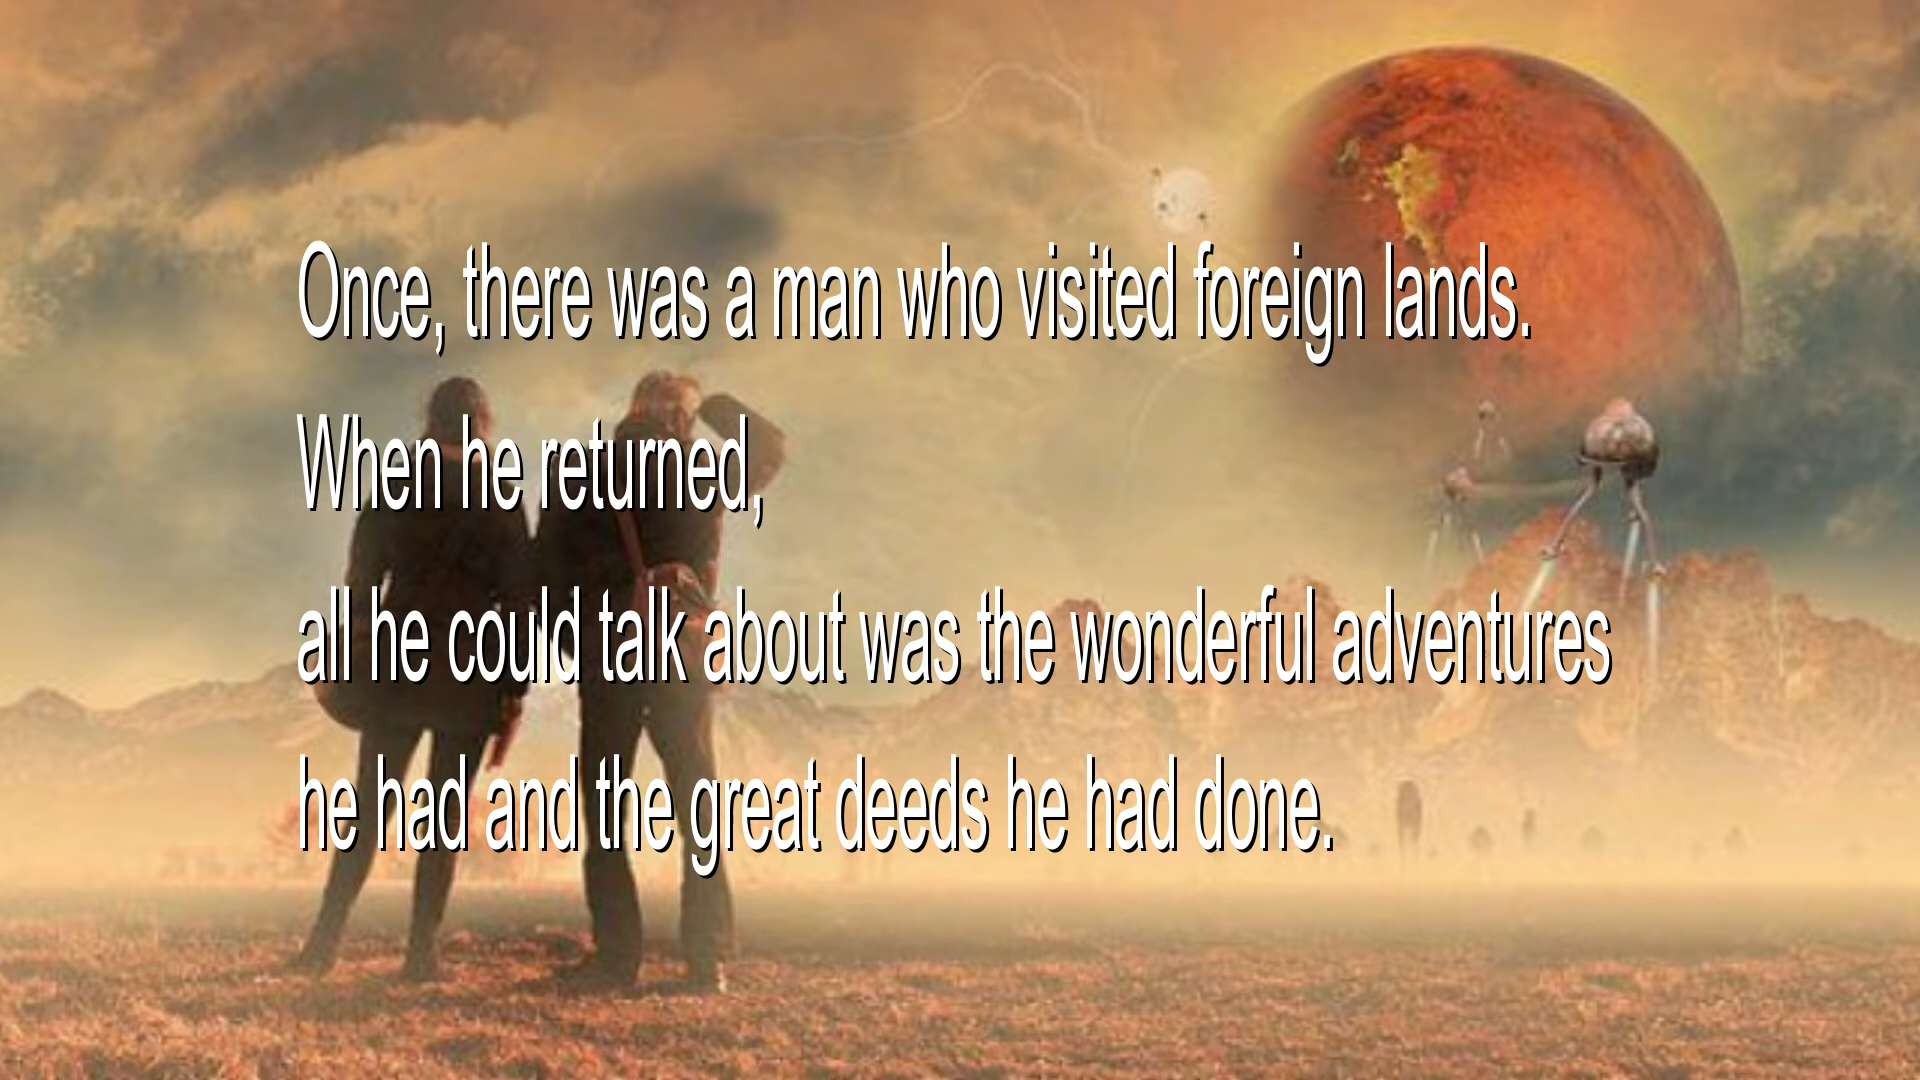 Once, there was a man who visited foreign lands.
When he returned,
all he could talk about was the wonderful adventures
he had and the great deeds he had done.